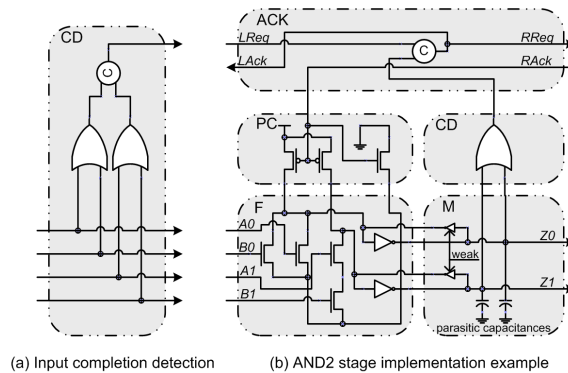 CD
C
ACK
LReq
RReq
C
LAck
RAck
PC
CD
F
M
A0
B0
A1
B1
Z0
weak
Z1
parasitic capacitances
(a) Input completion detection
(b) AND2 stage implementation example